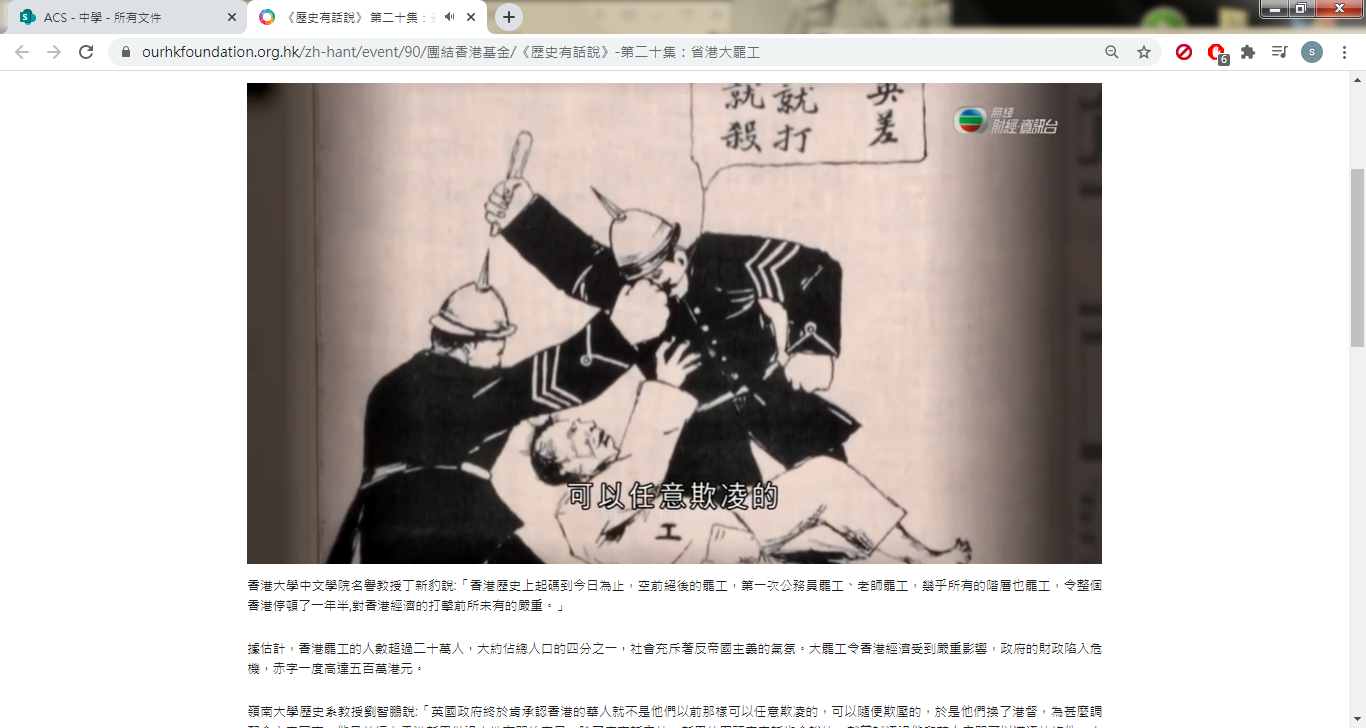 ACS - 中學 - 所有文件
《歷史有話說》 第二十集：
ourhkfoundation.org.hk/zh-hant/event/90/團結香港基金/《歷史有話說》-第二十集：省港大罷工
6
S
英差
就打
就殺
無綫
財經·資訊台
可以任意欺凌的
工
香港大學中文學院名譽教授丁新豹說:「香港歷史上起碼到今日為止，空前絕後的罷工，第一次公務員罷工、老師罷工，幾乎所有的階層也罷工，令整個
香港停頓了一年半,對香港經濟的打擊前所未有的嚴重。」
據估計，香港罷工的人數超過二十萬人，大約佔總人口的四分之一，社會充斥著反帝國主義的氣氛。大罷工令香港經濟受到嚴重影響，政府的財政陷入危
機，赤字一度高達五百萬港元。
嶺南大學歷史系教授劉智鵬說:「英國政府終於肯承認香港的華人就不是他們以前那樣可以任意欺凌的，可以隨便欺壓的，於是他們換了港督，為甚麼調